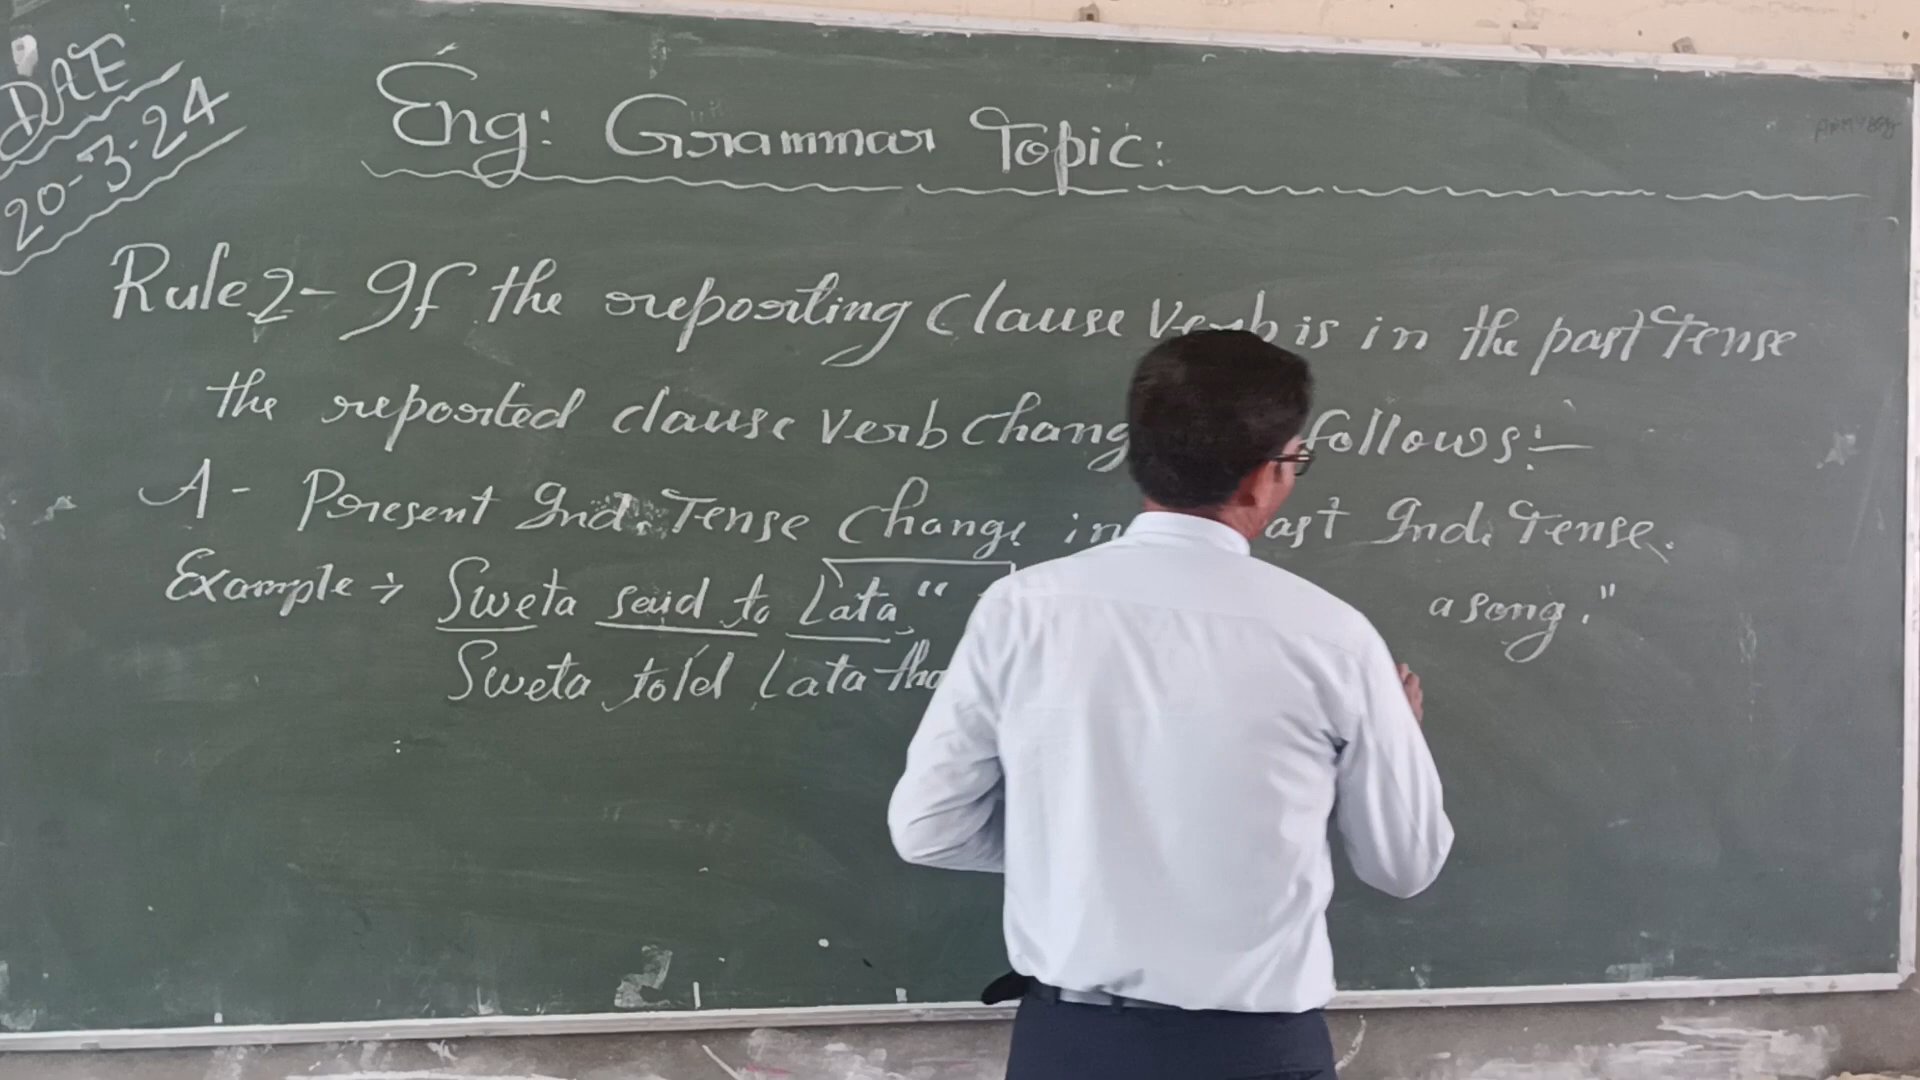 DATE
20-3-24
Eng: Grammar Topic:
Rule 2- If the reporting clause Verb is in the past Tense
the reported clause Verb Chang follows:-
A- Present Ind. Tense Change in ast Ind. Tense.
Example → Sweta said to Lata " a song."
Sweta told Lata tha